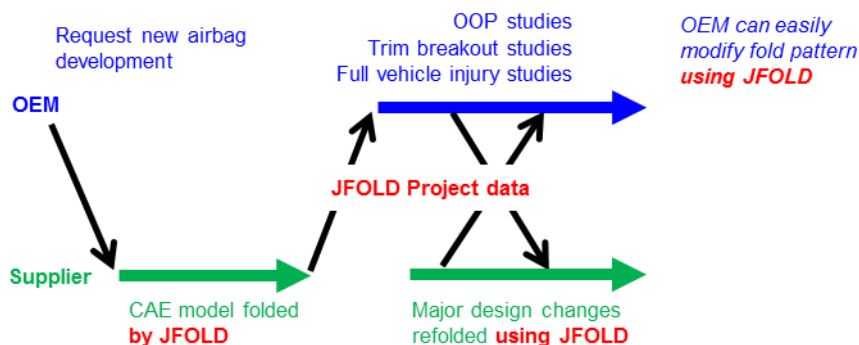 Request new airbag
development
OOP studies
Trim breakout studies
Full vehicle injury studies
OEM can easily
modify fold pattern
using JFOLD
OEM
JFOLD Project data
Supplier
CAE model folded
by JFOLD
Major design changes
refolded using JFOLD